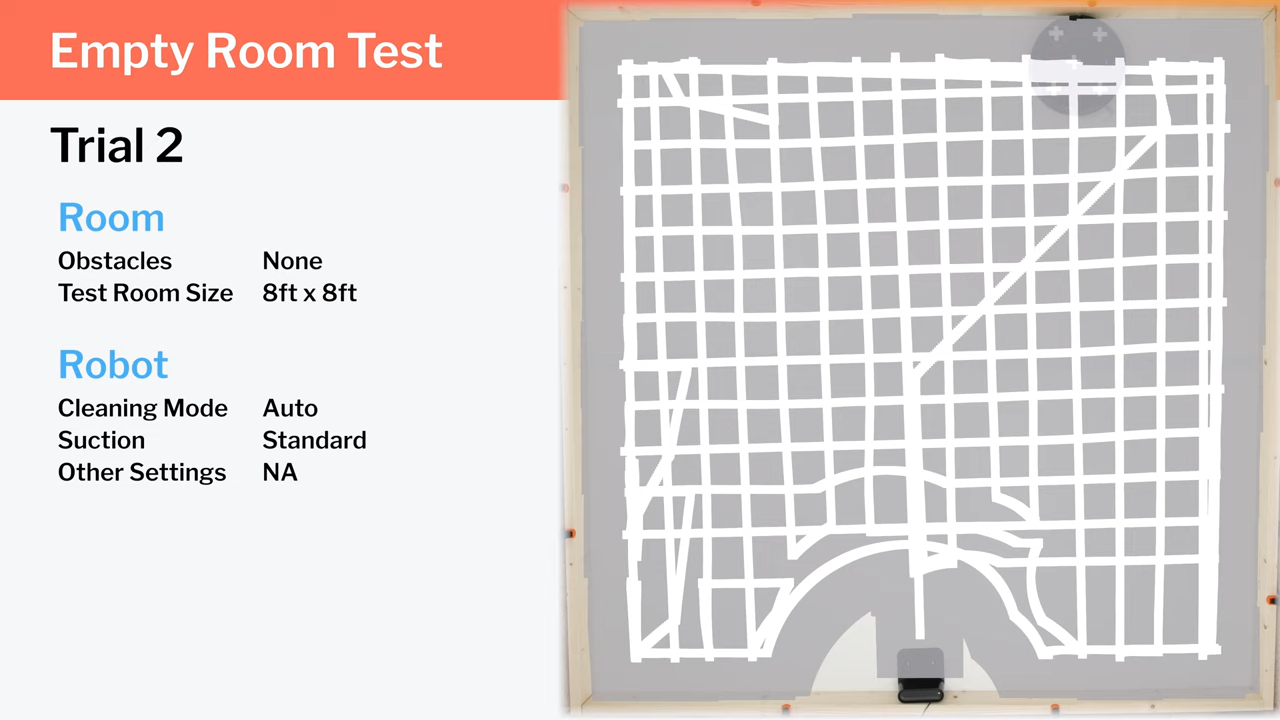 Empty Room Test
Trial 2
Room
Obstacles None
Test Room Size 8ft x 8ft
Robot
Cleaning Mode Auto
Suction Standard
Other Settings NA